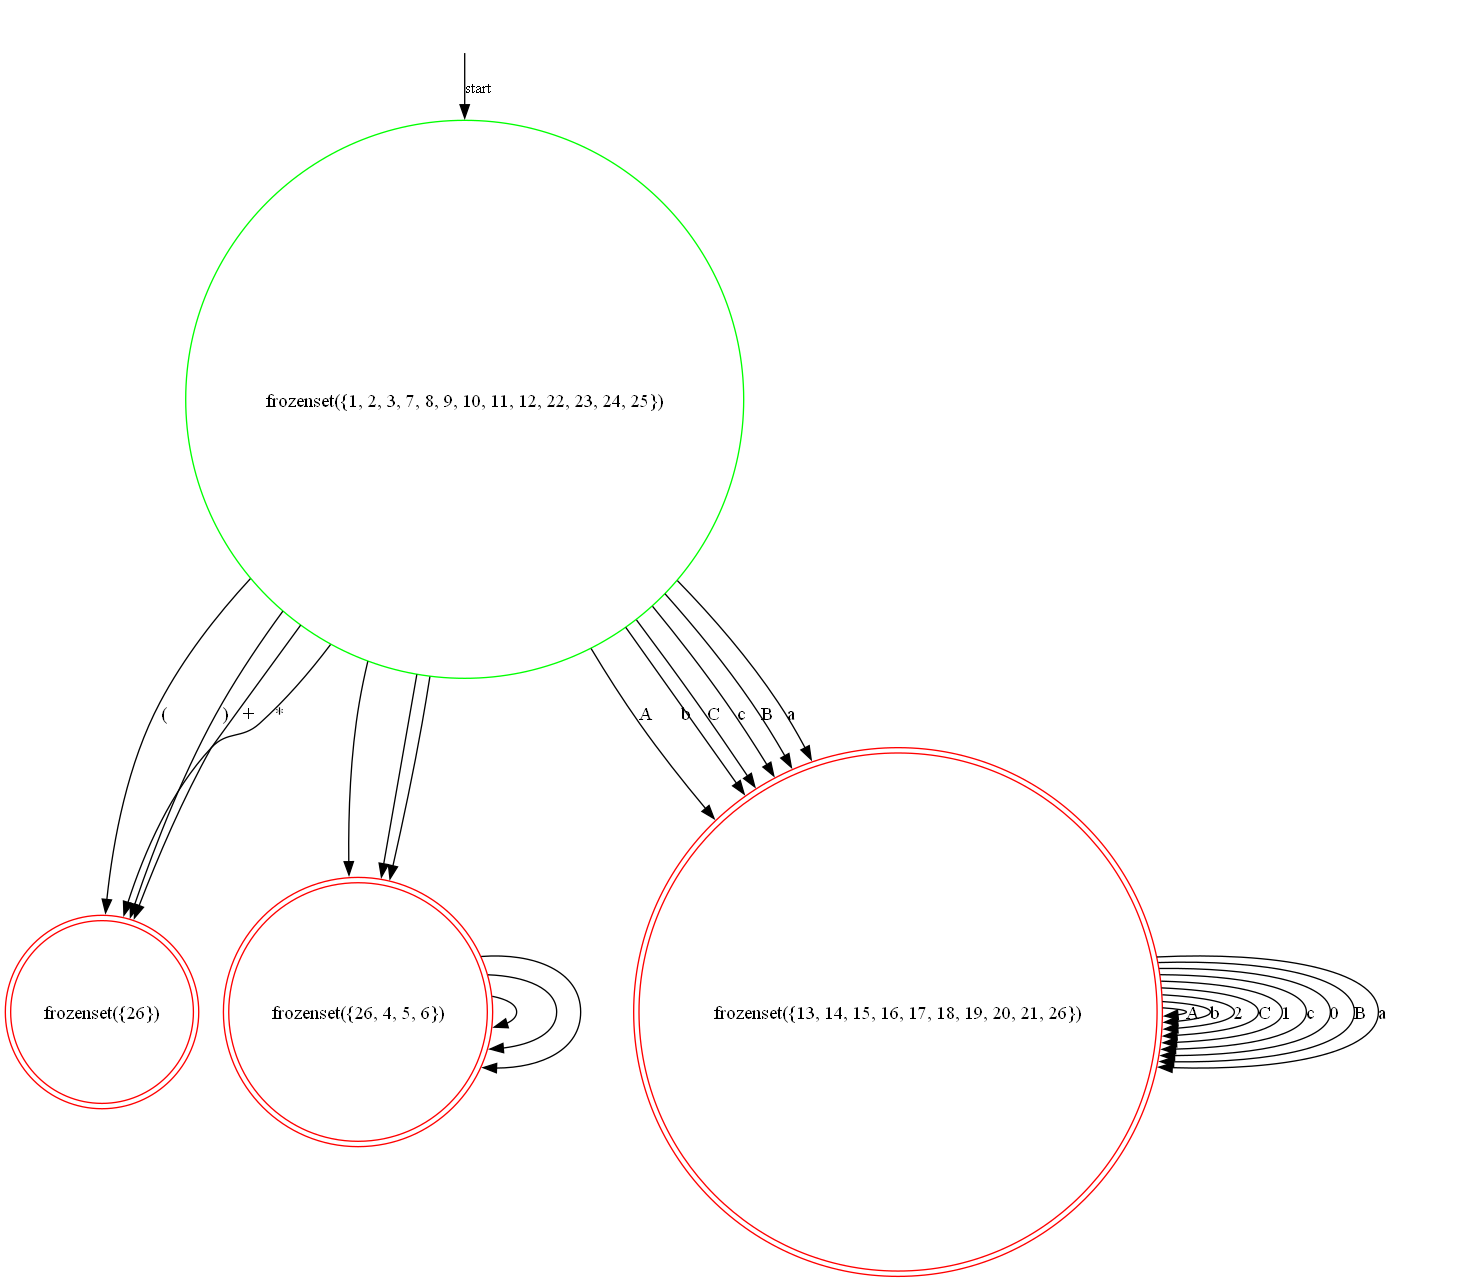 start
frozenset({1, 2, 3, 7, 8, 9, 10, 11, 12, 22, 23, 24, 25})
( ) + * A b C c B a
frozenset({26})
frozenset({26, 4, 5, 6})
frozenset({13, 14, 15, 16, 17, 18, 19, 20, 21, 26})
A b 2 C 1 c 0 B a